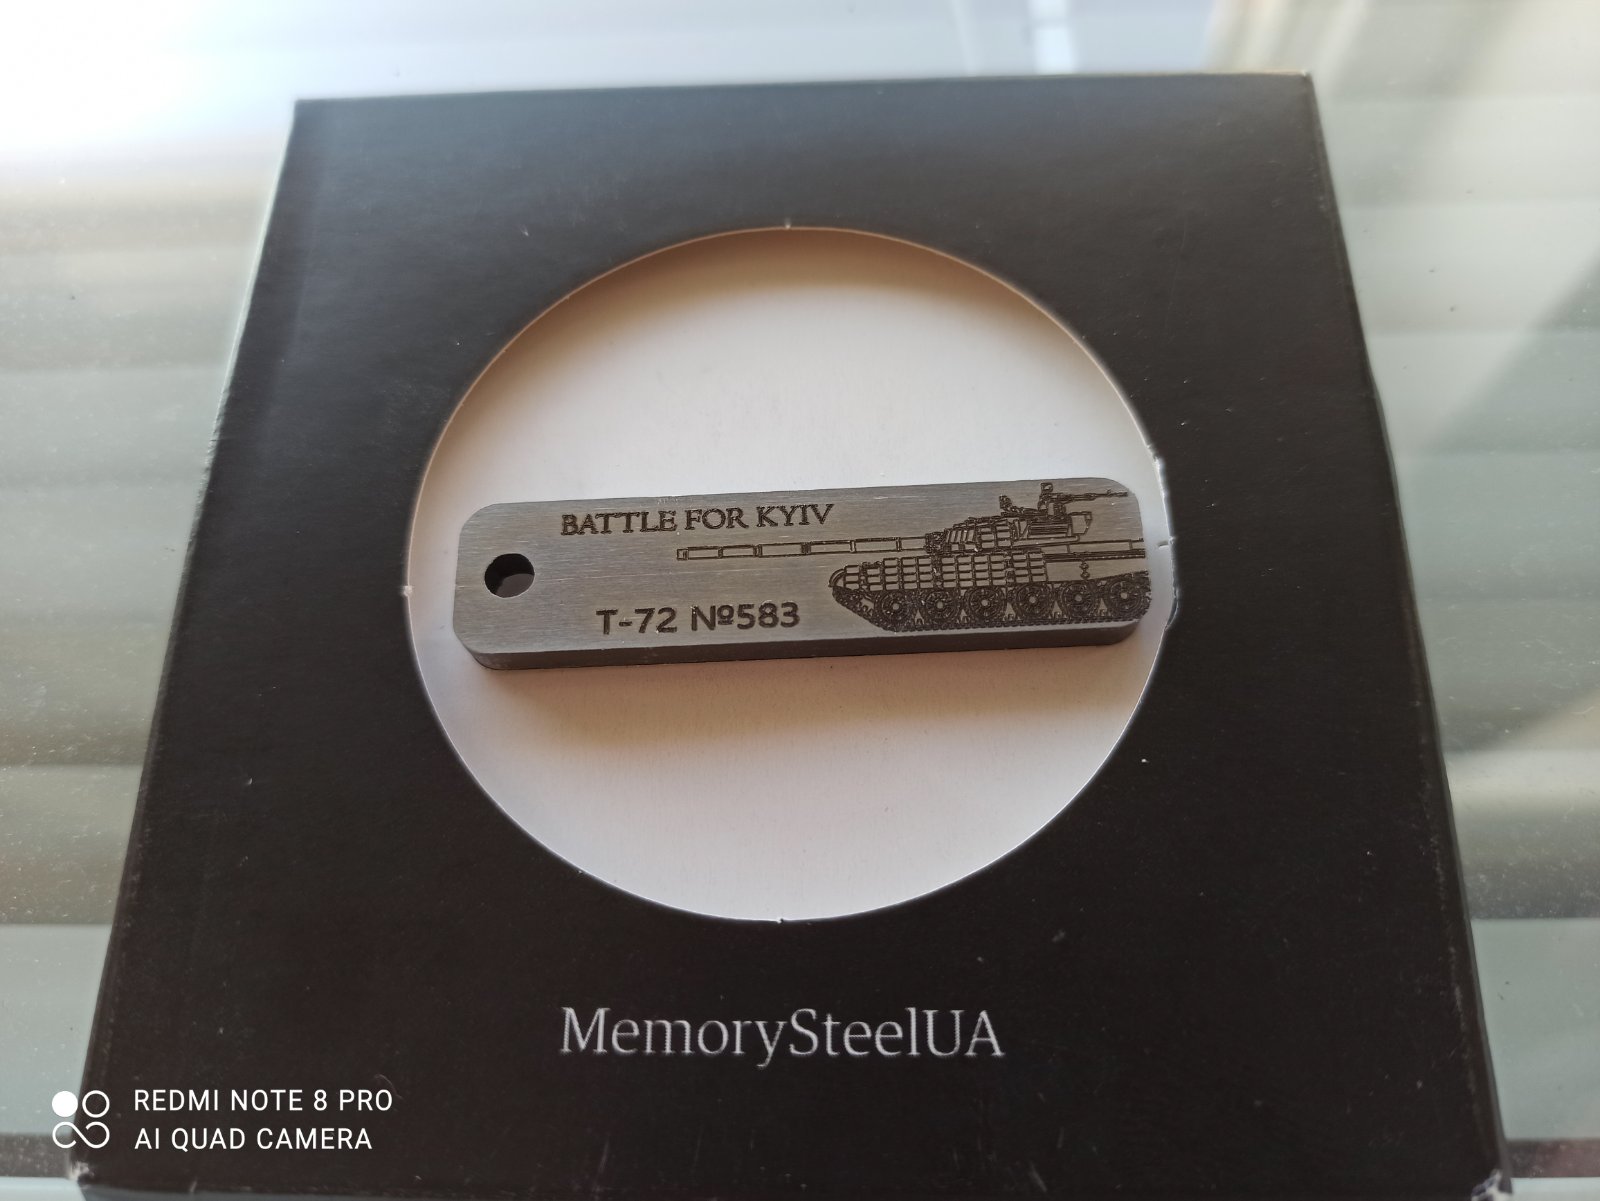 BATTLE FOR KYIV
T-72 №583
MemorySteelUA
REDMI NOTE 8 PRO
AI QUAD CAMERA